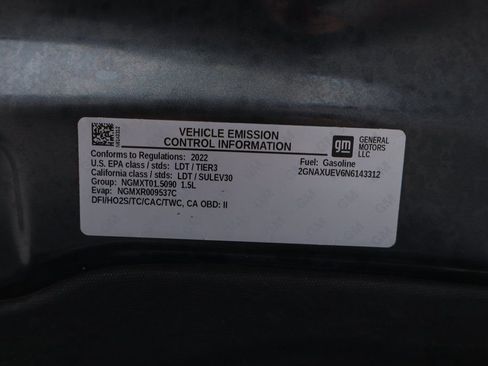 VEHICLE EMISSION
CONTROL INFORMATION
gm
GENERAL
MOTORS
LLC
Conforms to Regulations: 2022
U.S. EPA class / stds: LDT / TIER3
California class / stds: LDT / SULEV30
Group: NGMXT01.5090 1.5L
Evap: NGMXR009537C
DFI/HO2S/TC/CAC/TWC, CA OBD: II
Fuel: Gasoline
2GNAXUEV6N6143312